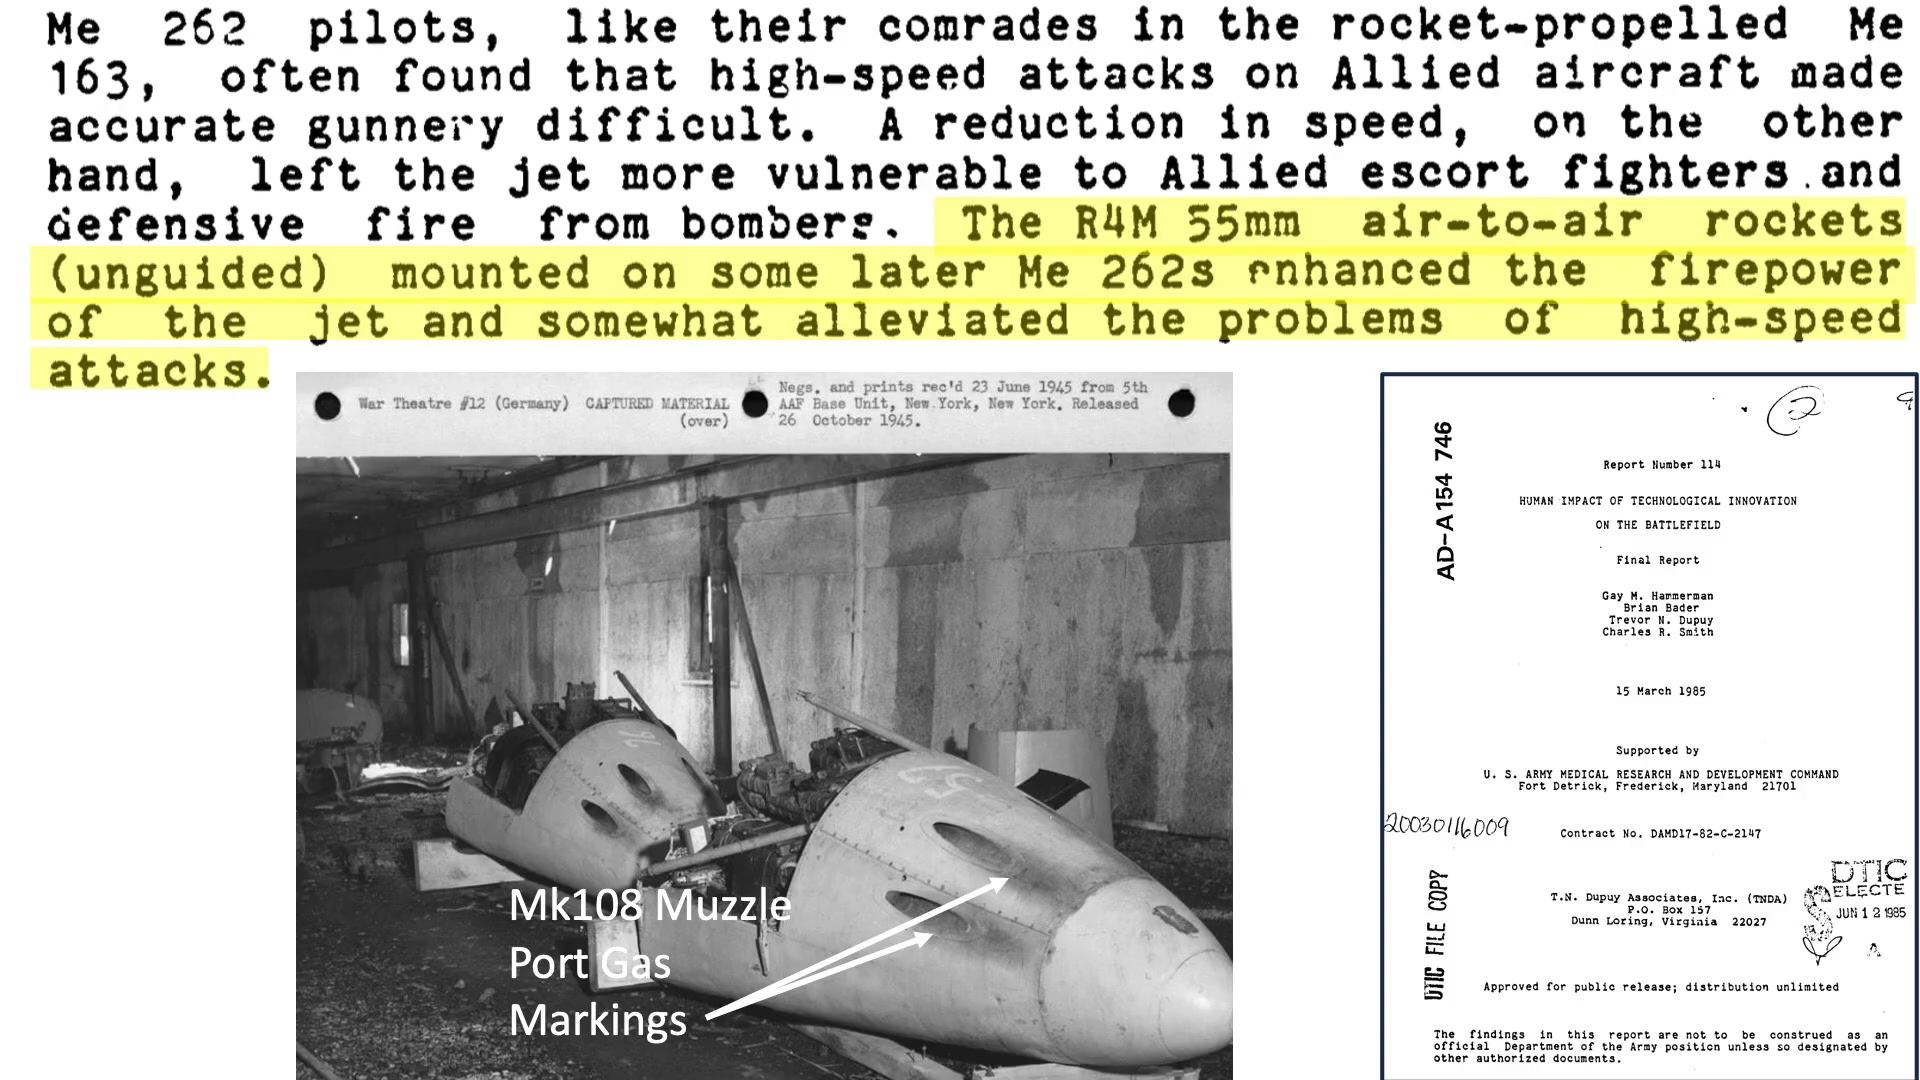 Me 262 pilots, like their comrades in the rocket-propelled Me
163, often found that high-speed attacks on Allied aircraft made
accurate gunnery difficult. A reduction in speed, on the other
hand, left the jet more vulnerable to Allied escort fighters and
defensive fire from bombers. The R4M 55mm air-to-air rockets
(unguided) mounted on some later Me 262s enhanced the firepower
of the jet and somewhat alleviated the problems of high-speed
attacks.
War Theatre #12 (Germany) CAPTURED MATERIAL
(over)
Negs. and prints rec'd 23 June 1945 from 5th
AAF Base Unit, New York, New York. Released
26 October 1945.
76
53
Mk108 Muzzle
Port Gas
Markings
2
AD-A154 746
Report Number 114
HUMAN IMPACT OF TECHNOLOGICAL INNOVATION
ON THE BATTLEFIELD
Final Report
Gay M. Hammerman
Brian Bader
Trevor N. Dupuy
Charles R. Smith
15 March 1985
Supported by
U. S. ARMY MEDICAL RESEARCH AND DEVELOPMENT COMMAND
Fort Detrick, Frederick, Maryland 21701
20030116009
Contract No. DAMD17-82-C-2147
DTIC
ELECTE
JUN 12 1985
S
A
T.N. Dupuy Associates, Inc. (TNDA)
P.O. Box 157
Dunn Loring, Virginia 22027
DTIC FILE COPY
Approved for public release; distribution unlimited
The findings in this report are not to be construed as an
official Department of the Army position unless so designated by
other authorized documents.